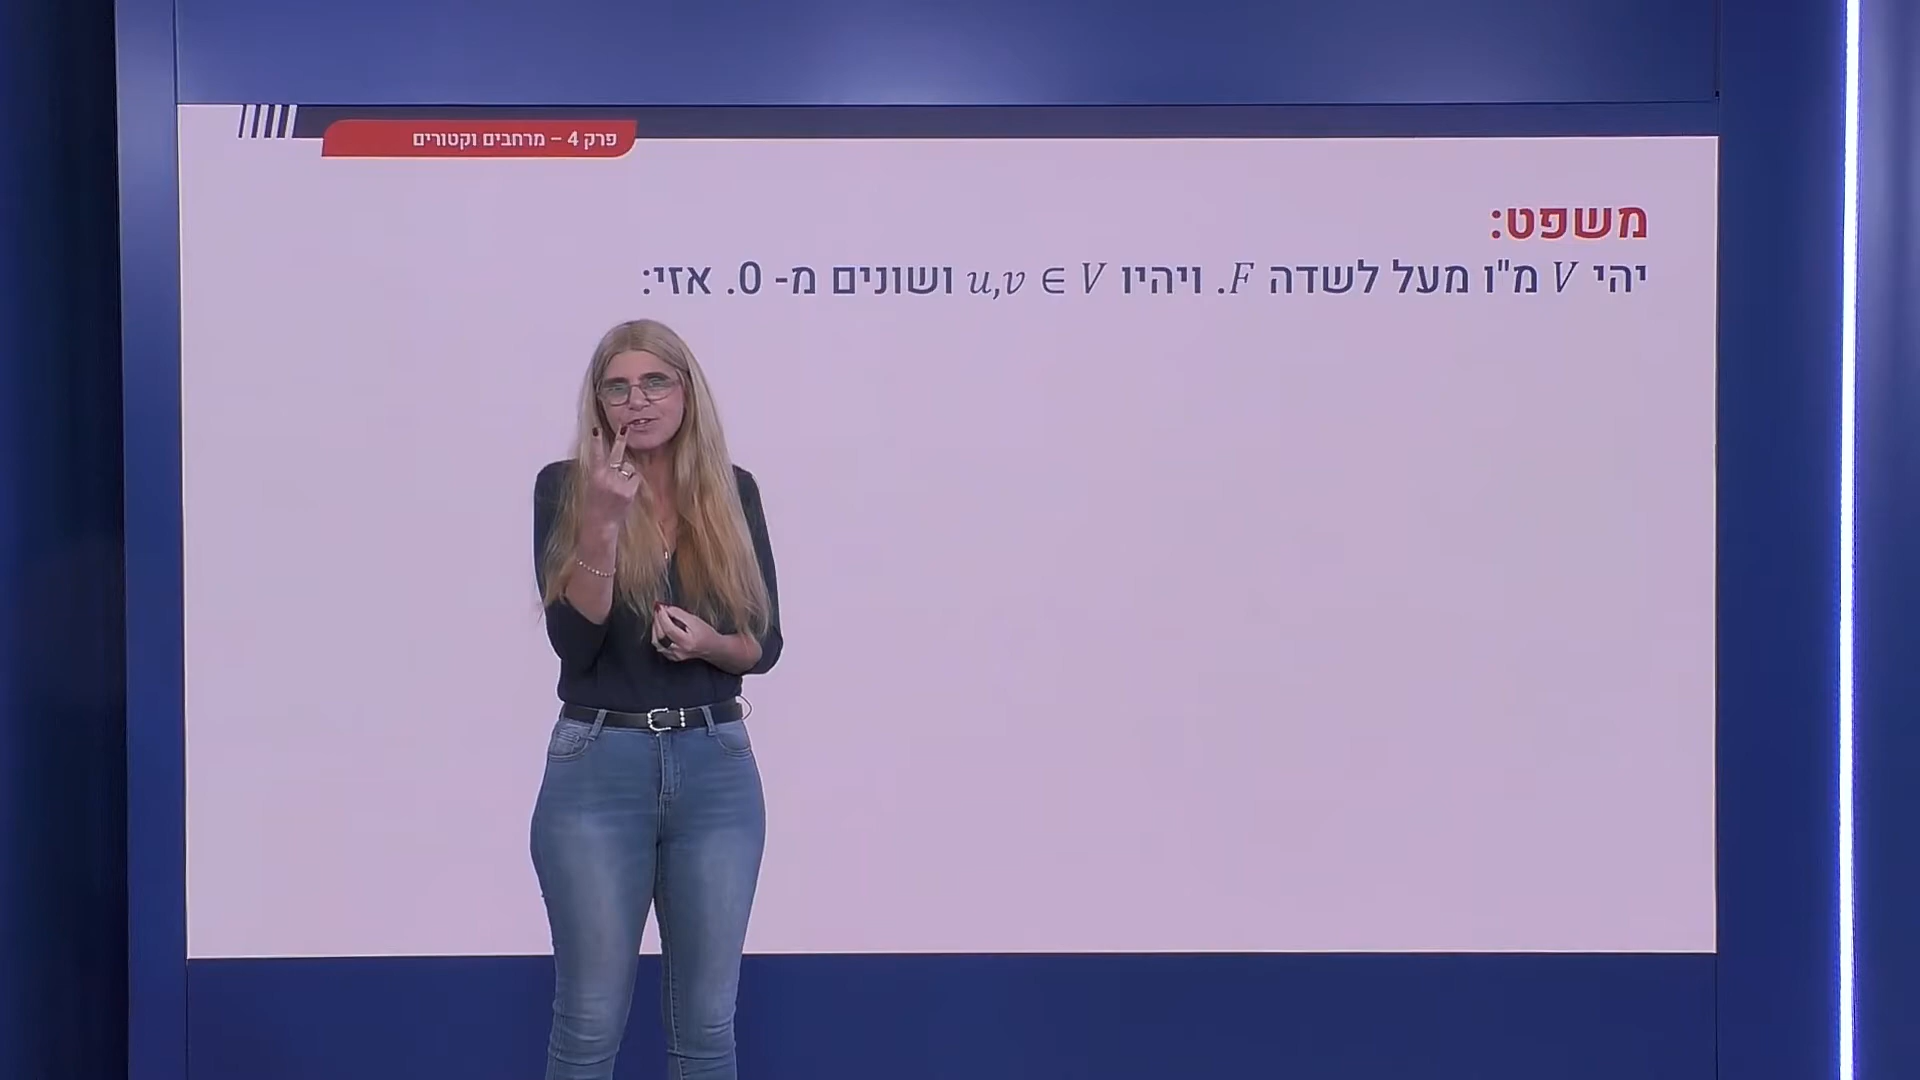 פרק 4 – מרחבים וקטורים
משפט:
יהי V מ"ו מעל לשדה F. ויהיו u,v ∈ V ושונים מ- 0. אזי: